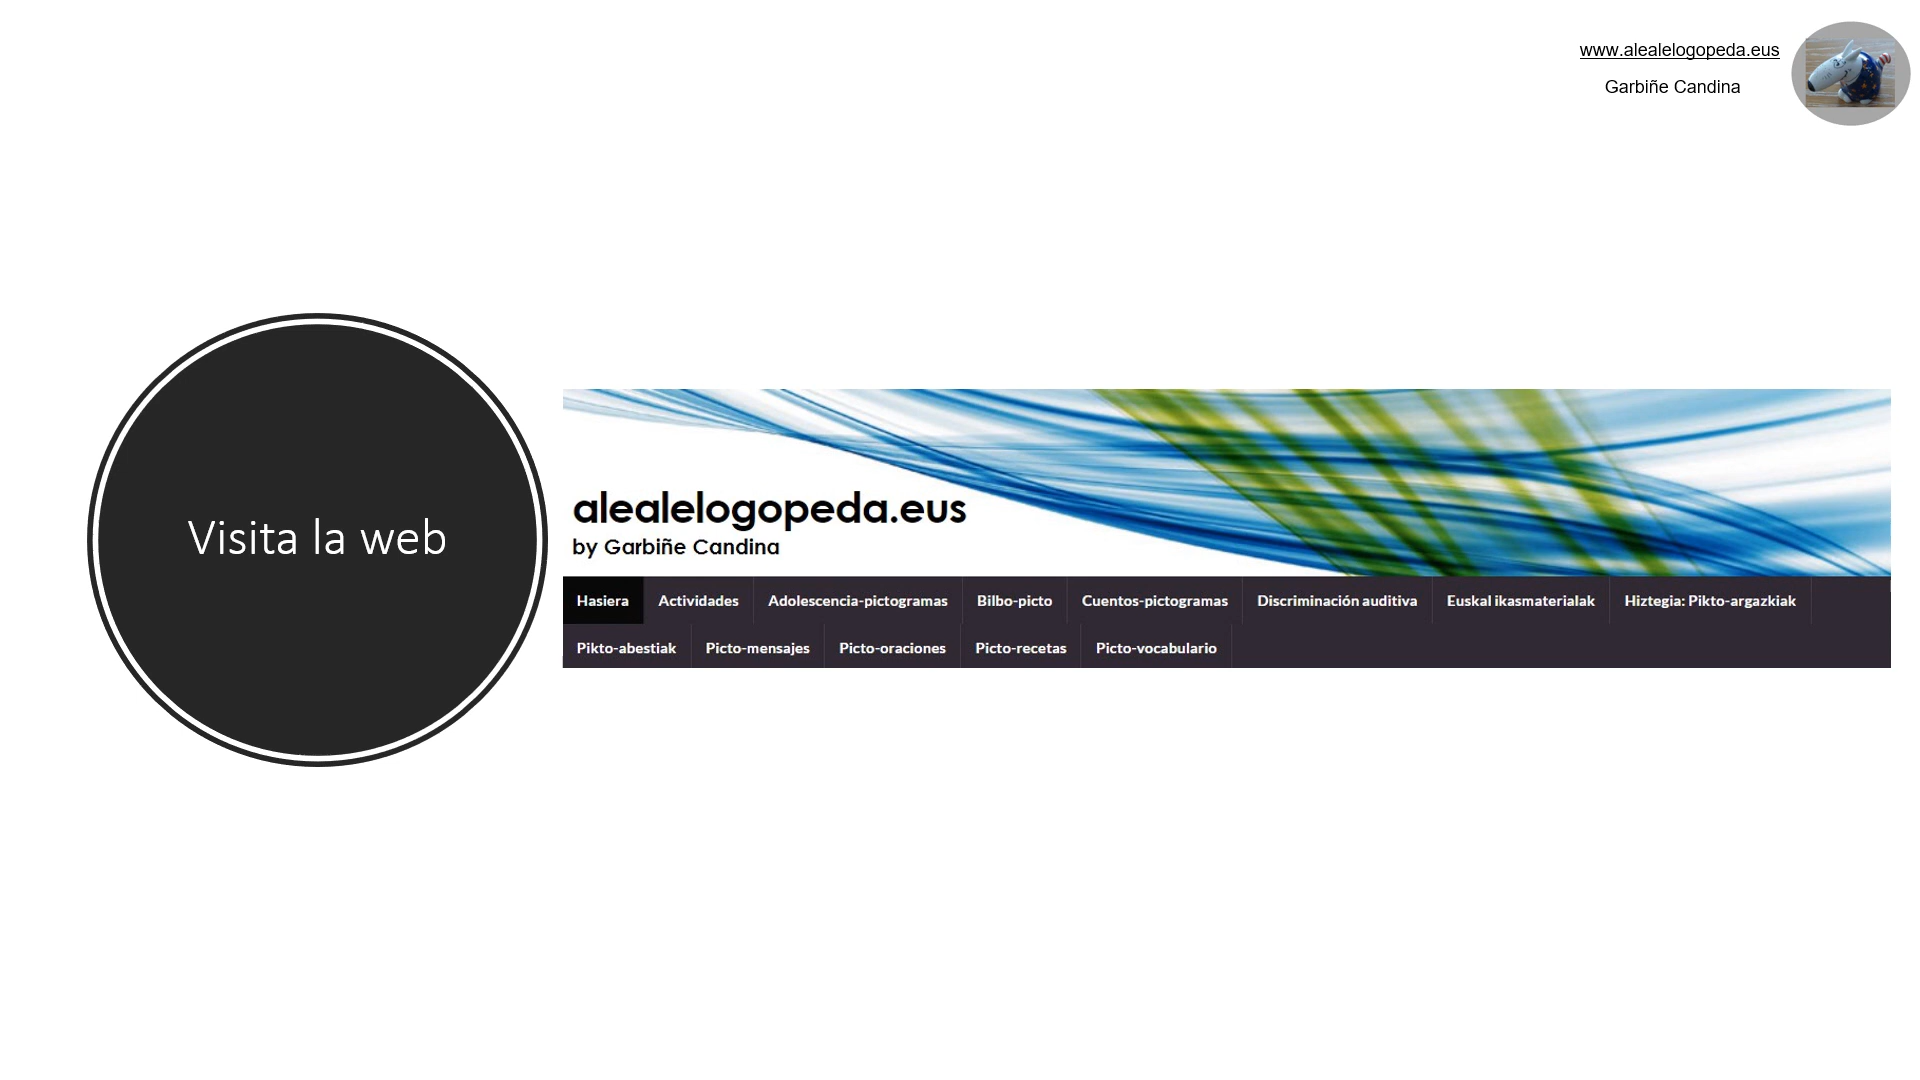 www.alealelogopeda.eus
Garbiñe Candina
Visita la web
alealelogopeda.eus
by Garbiñe Candina
Hasiera Actividades Adolescencia-pictogramas Bilbo-picto Cuentos-pictogramas Discriminación auditiva Euskal ikasmaterialak Hiztegia: Pikto-argazkiak
Pikto-abestiak Picto-mensajes Picto-oraciones Picto-recetas Picto-vocabulario